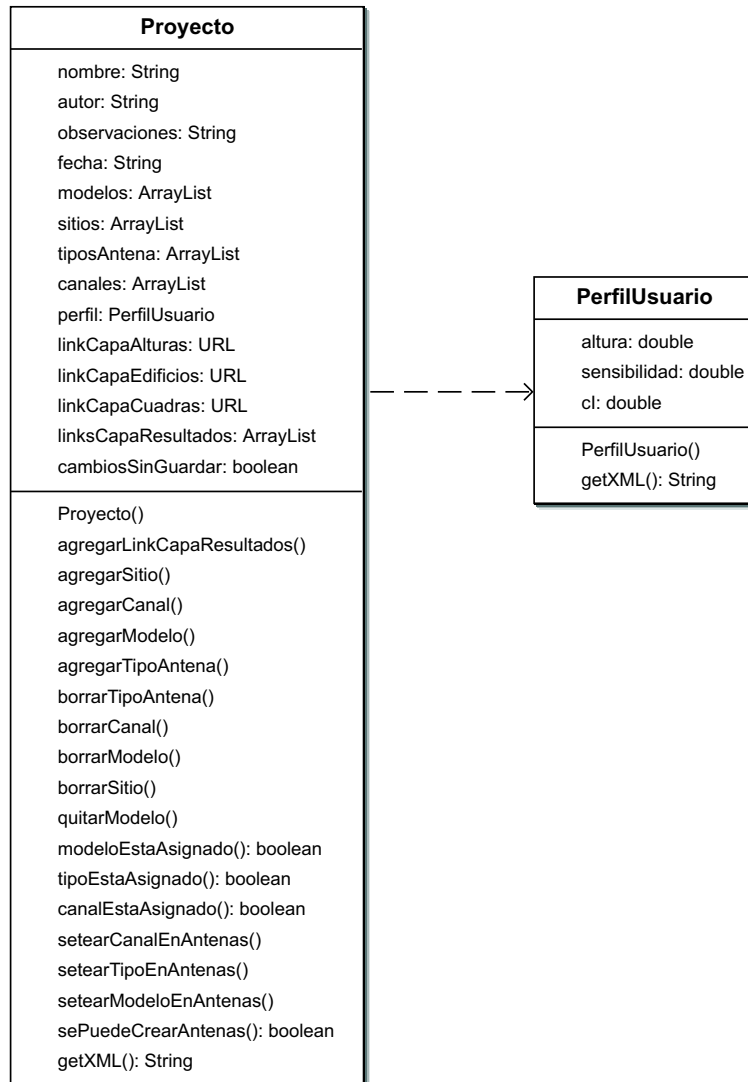 Proyecto
nombre: String
autor: String
observaciones: String
fecha: String
modelos: ArrayList
sitios: ArrayList
tiposAntena: ArrayList
canales: ArrayList
perfil: PerfilUsuario
linkCapaAlturas: URL
linkCapaEdificios: URL
linkCapaCuadras: URL
linksCapaResultados: ArrayList
cambiosSinGuardar: boolean
Proyecto()
agregarLinkCapaResultados()
agregarSitio()
agregarCanal()
agregarModelo()
agregarTipoAntena()
borrarTipoAntena()
borrarCanal()
borrarModelo()
borrarSitio()
quitarModelo()
modeloEstaAsignado(): boolean
tipoEstaAsignado(): boolean
canalEstaAsignado(): boolean
setearCanalEnAntenas()
setearTipoEnAntenas()
setearModeloEnAntenas()
sePuedeCrearAntenas(): boolean
getXML(): String
PerfilUsuario
altura: double
sensibilidad: double
cl: double
PerfilUsuario()
getXML(): String